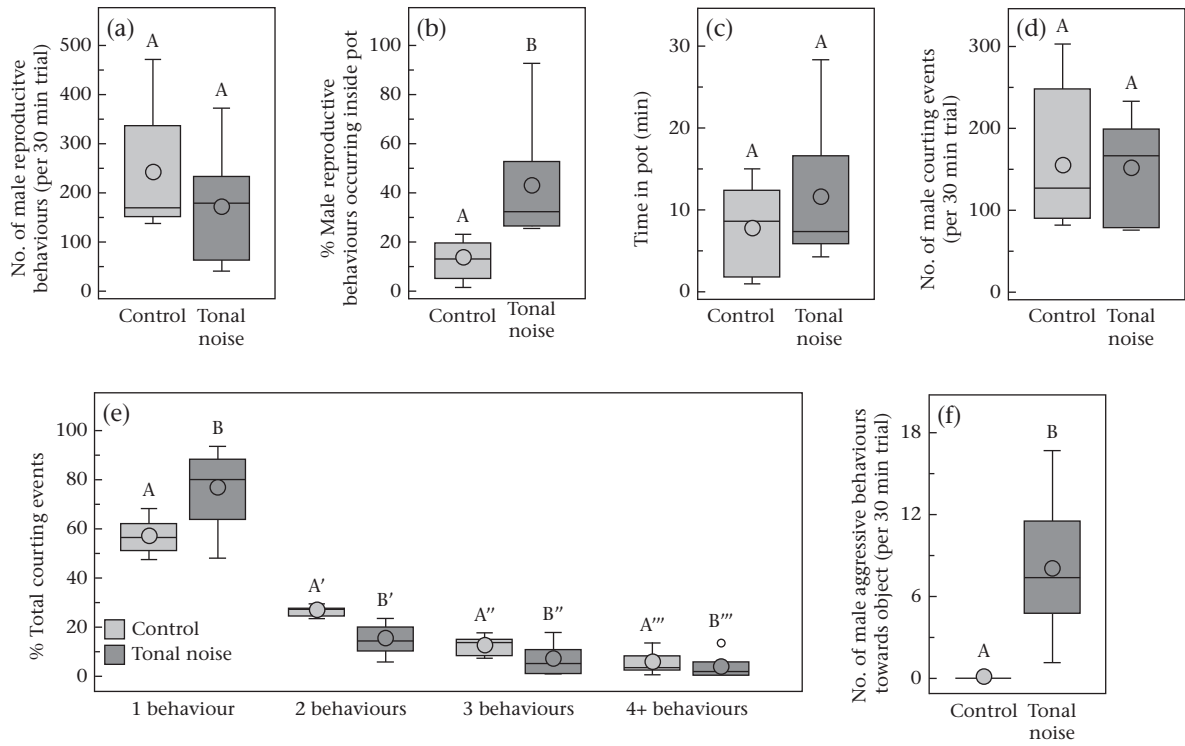 (a)
No. of male reproducitve
behaviours (per 30 min trial)
500
400
300
200
100
0
A
A
Control
Tonal
noise
(b)
% Male reproductive
behaviours occurring inside pot
100
80
60
40
20
0
A
B
Control
Tonal
noise
(c)
Time in pot (min)
30
20
10
0
A
A
Control
Tonal
noise
(d)
No. of male courting events
(per 30 min trial)
300
200
100
0
A
A
Control
Tonal
noise
(e)
% Total courting events
100
80
60
40
20
0
A
B
A′
B′
A″
B″
A‴
B‴
Control
Tonal noise
1 behaviour
2 behaviours
3 behaviours
4+ behaviours
(f)
No. of male aggressive behaviours
towards object (per 30 min trial)
18
12
6
0
A
B
Control
Tonal
noise